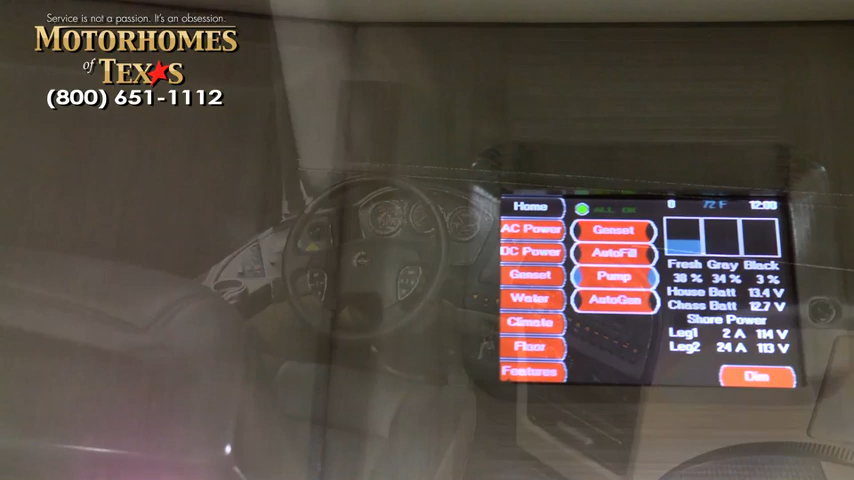 Service is not a passion. It's an obsession.
MOTORHOMES
of TEXAS
(800) 651-1112
Home
ALL OK
72 F
12:00
AC Power
Genset
DC Power
AutoFill
Genset
Pump
Water
AutoGen
Climate
Floor
Features
Fresh Gray Black
38 % 34 % 3 %
House Batt 13.4 V
Chass Batt 12.7 V
Shore Power
Leg1 2 A 114 V
Leg2 24 A 113 V
Dim